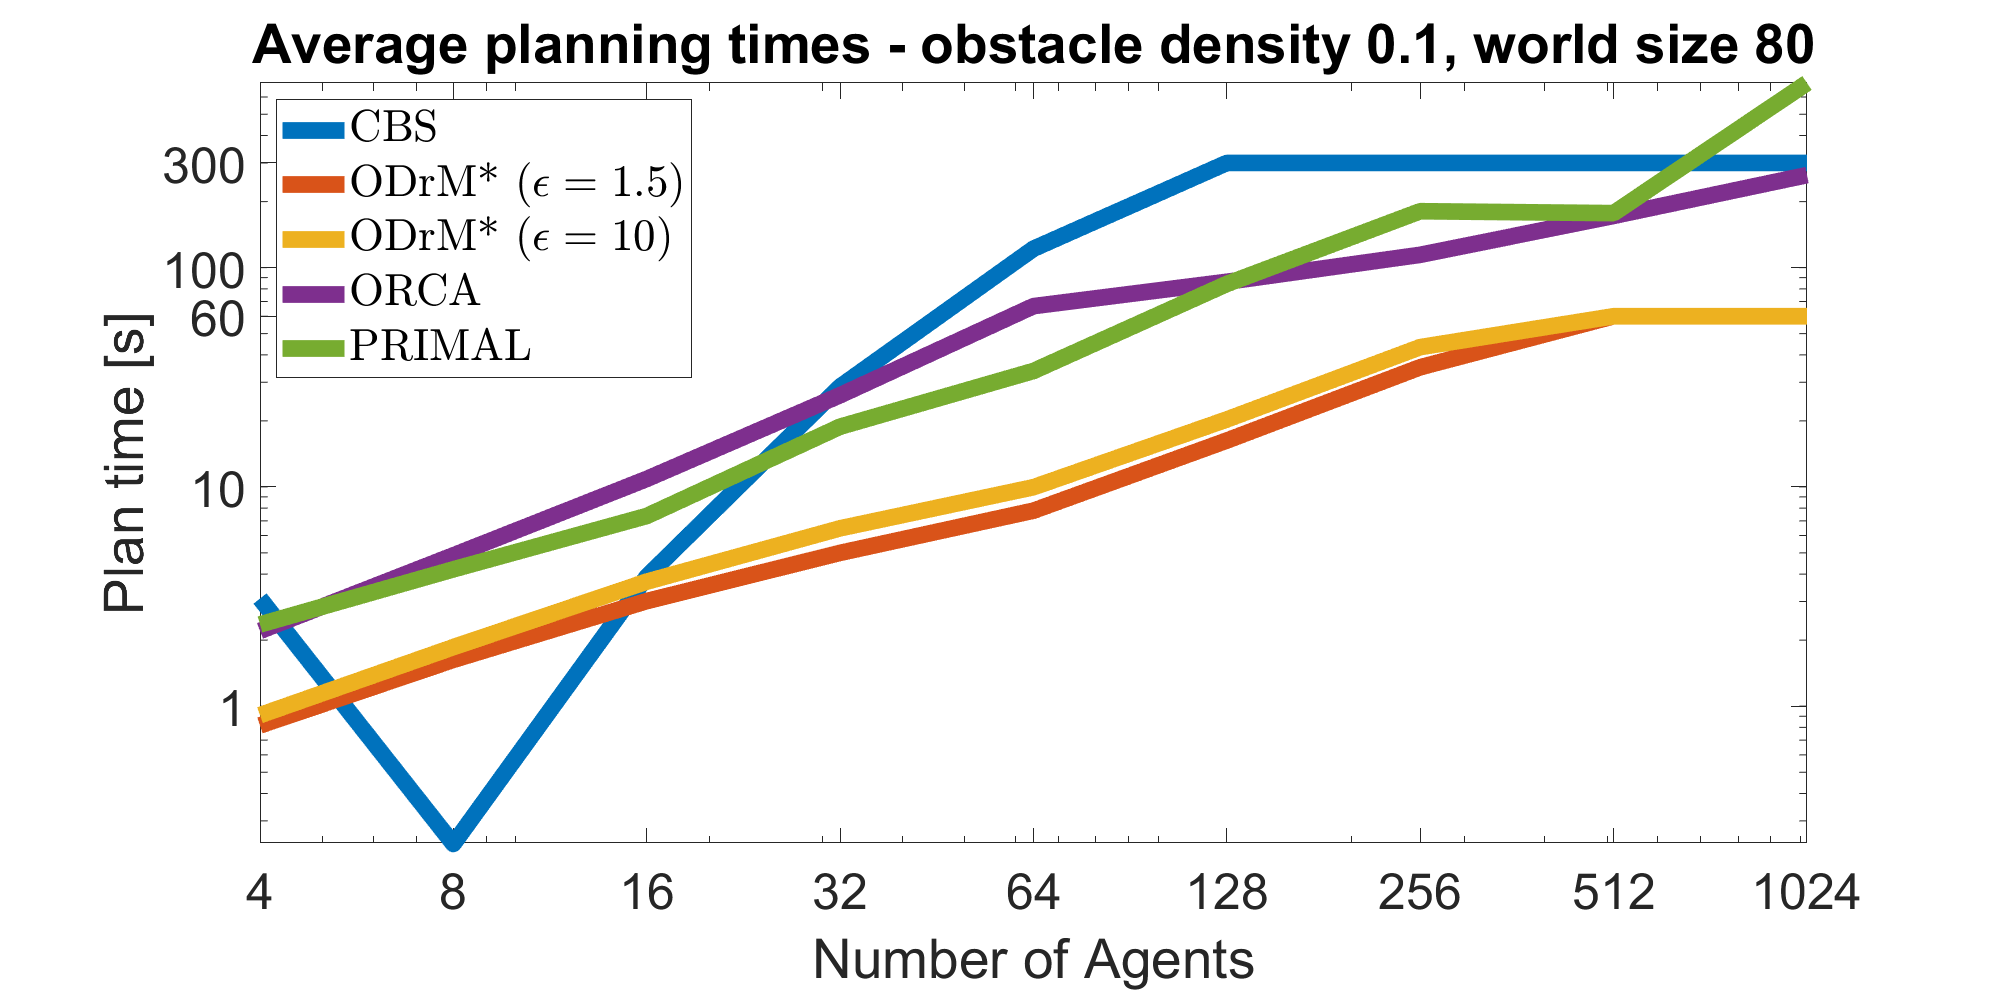 Average planning times - obstacle density 0.1, world size 80
CBS
ODrM* (ϵ = 1.5)
ODrM* (ϵ = 10)
ORCA
PRIMAL
Plan time [s]
300
100
60
10
1
4 8 16 32 64 128 256 512 1024
Number of Agents